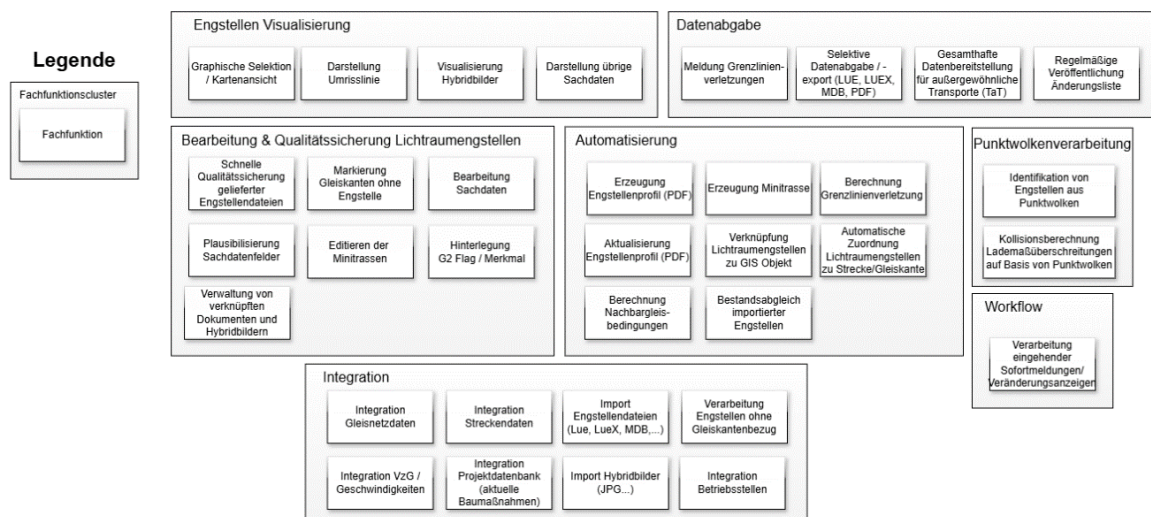 Legende
Fachfunktionscluster
Fachfunktion
Engstellen Visualisierung
Graphische Selektion
/ Kartenansicht
Darstellung
Umrisslinie
Visualisierung
Hybridbilder
Darstellung übrige
Sachdaten
Datenabgabe
Meldung Grenzlinien-
verletzungen
Selektive
Datenabgabe / -
export (LUE, LUEX,
MDB, PDF)
Gesamthafte
Datenbereitstellung
für außergewöhnliche
Transporte (TaT)
Regelmäßige
Veröffentlichung
Änderungsliste
Bearbeitung & Qualitätssicherung Lichtraumengstellen
Schnelle
Qualitätssicherung
gelieferter
Engstellendateien
Markierung
Gleiskanten ohne
Engstelle
Bearbeitung
Sachdaten
Plausibilisierung
Sachdatenfelder
Editieren der
Minitrassen
Hinterlegung
G2 Flag / Merkmal
Verwaltung von
verknüpften
Dokumenten und
Hybridbildern
Automatisierung
Erzeugung
Engstellenprofil (PDF)
Erzeugung Minitrasse
Berechnung
Grenzlinienverletzung
Aktualisierung
Engstellenprofil (PDF)
Verknüpfung
Lichtraumengstellen
zu GIS Objekt
Automatische
Zuordnung
Lichtraumengstellen
zu Strecke/Gleiskante
Berechnung
Nachbargleis-
bedingungen
Bestandsabgleich
importierter
Engstellen
Punktwolkenverarbeitung
Identifikation von
Engstellen aus
Punktwolken
Kollisionsberechnung
Lademaßüberschreitungen
auf Basis von Punktwolken
Workflow
Verarbeitung
eingehender
Sofortmeldungen/
Veränderungsanzeigen
Integration
Integration
Gleisnetzdaten
Integration
Streckendaten
Import
Engstellendateien
(Lue, LueX, MDB,...)
Verarbeitung
Engstellen ohne
Gleiskantenbezug
Integration VzG /
Geschwindigkeiten
Integration
Projektdatenbank
(aktuelle
Baumaßnahmen)
Import Hybridbilder
(JPG...)
Integration
Betriebsstellen